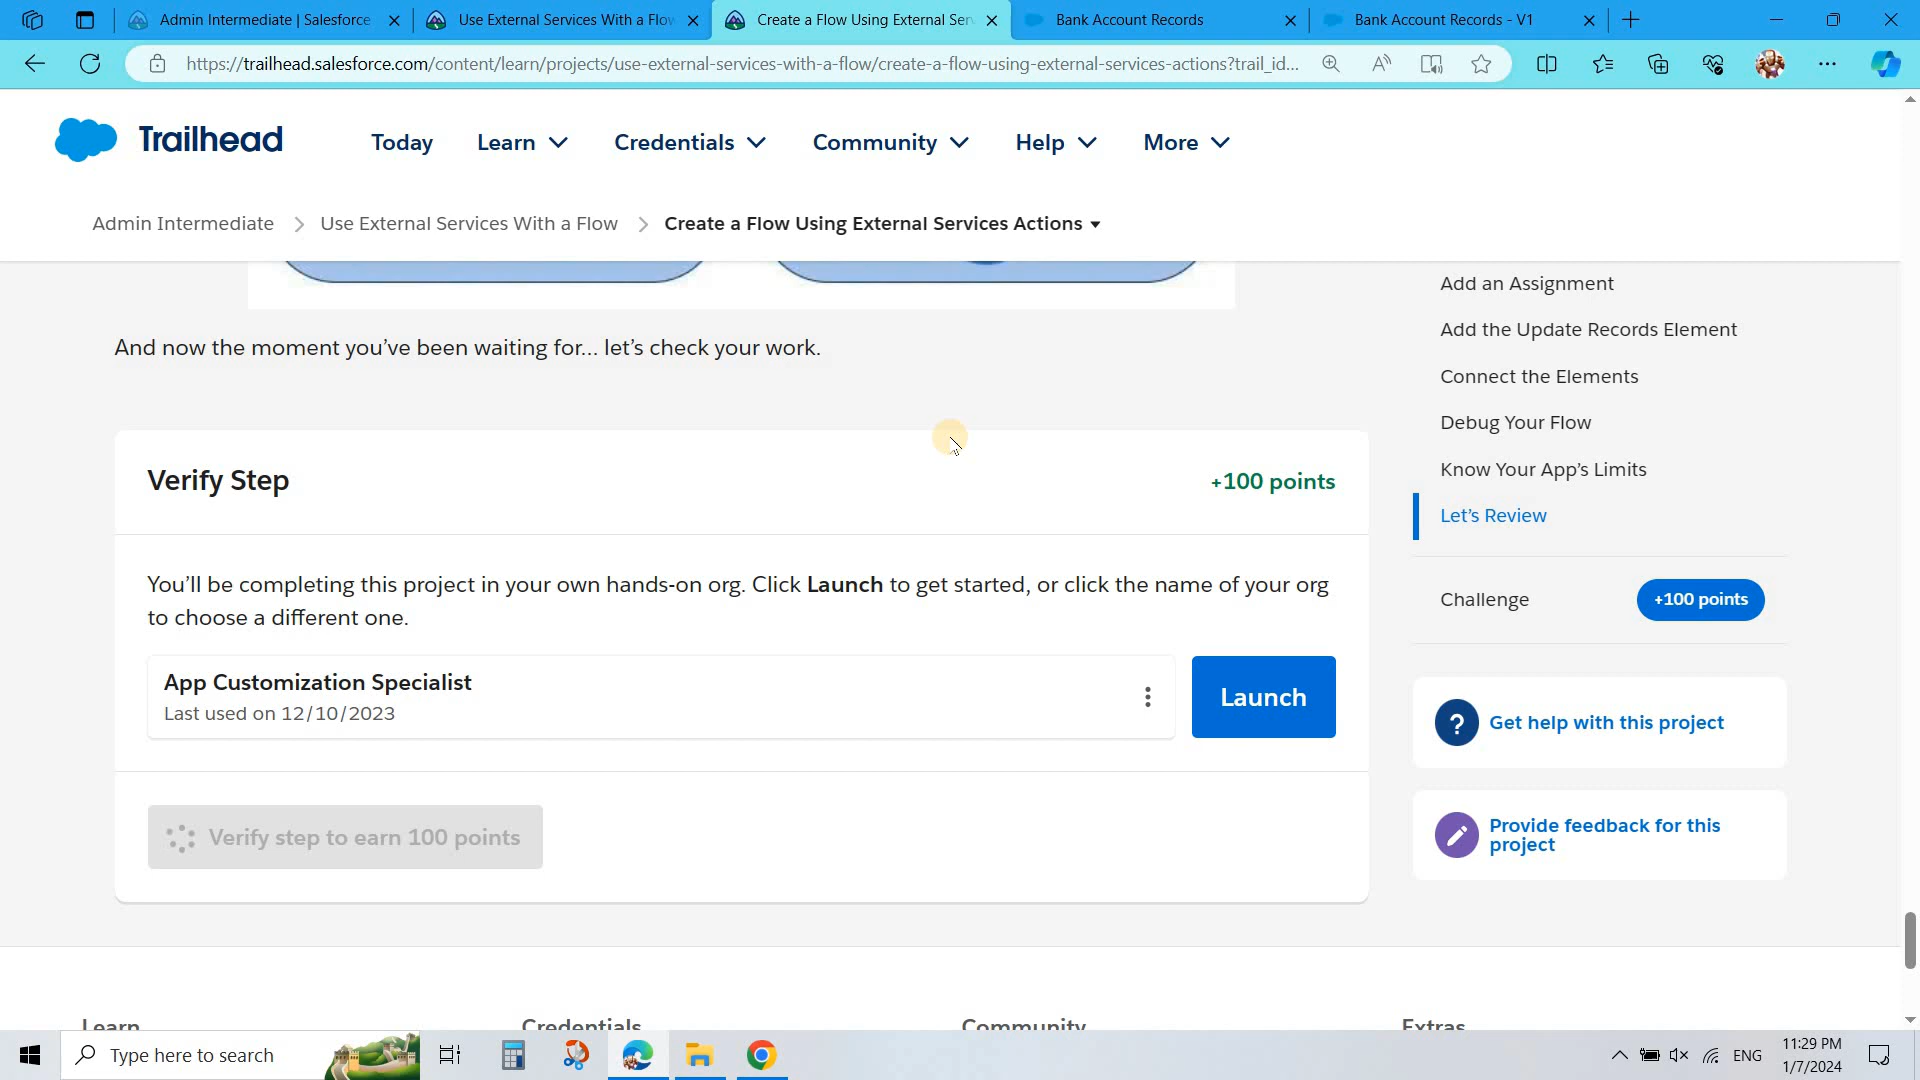 Admin Intermediate | Salesforce
Use External Services With a Flow
Create a Flow Using External Ser
Bank Account Records
Bank Account Records - V1
https://trailhead.salesforce.com/content/learn/projects/use-external-services-with-a-flow/create-a-flow-using-external-services-actions?trail_id...
Trailhead
Today
Learn
Credentials
Community
Help
More
Admin Intermediate
Use External Services With a Flow
Create a Flow Using External Services Actions
And now the moment you’ve been waiting for... let’s check your work.
Verify Step
+100 points
You’ll be completing this project in your own hands-on org. Click Launch to get started, or click the name of your org
to choose a different one.
App Customization Specialist
Last used on 12/10/2023
Launch
Verify step to earn 100 points
Add an Assignment
Add the Update Records Element
Connect the Elements
Debug Your Flow
Know Your App’s Limits
Let’s Review
Challenge
+100 points
? Get help with this project
Provide feedback for this
project
Learn
Credentials
Community
Extras
Type here to search
ENG
11:29 PM
1/7/2024